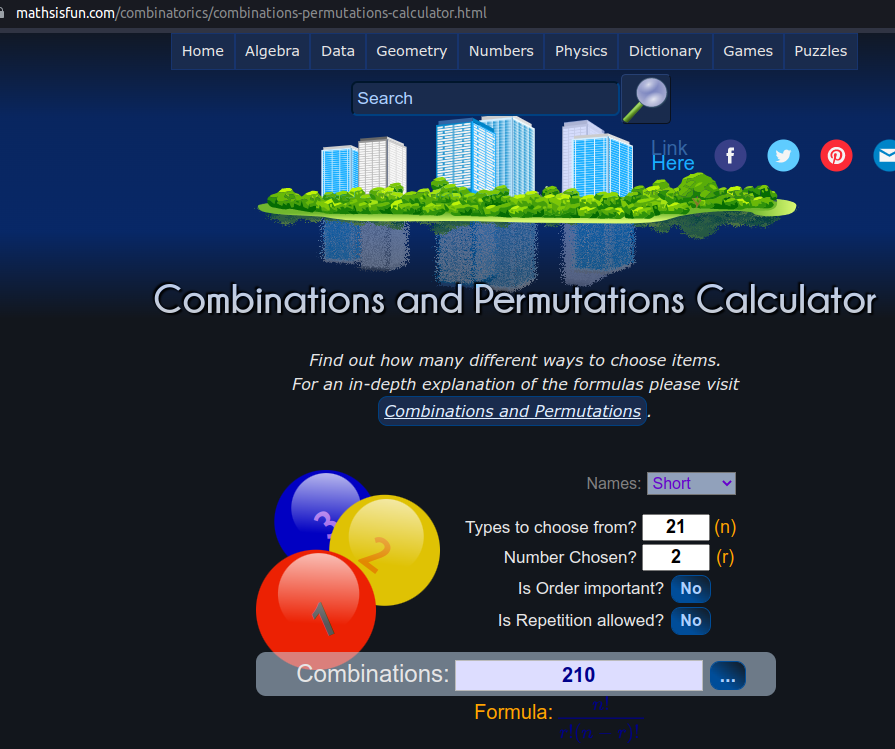 mathsisfun.com/combinatorics/combinations-permutations-calculator.html
Home Algebra Data Geometry Numbers Physics Dictionary Games Puzzles
Search
Link
Here
Combinations and Permutations Calculator
Find out how many different ways to choose items.
For an in-depth explanation of the formulas please visit
Combinations and Permutations.
Names: Short
3
2
1
Types to choose from? 21 (n)
Number Chosen? 2 (r)
Is Order important? No
Is Repetition allowed? No
Combinations: 210 ...
Formula: n!
r!(n − r)!